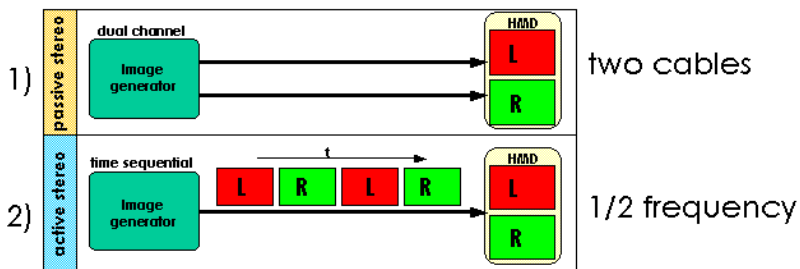 1)
passive stereo
dual channel
Image
generator
HMD
L
R
two cables
2)
active stereo
time sequential
Image
generator
t
L R L R
HMD
L
R
1/2 frequency